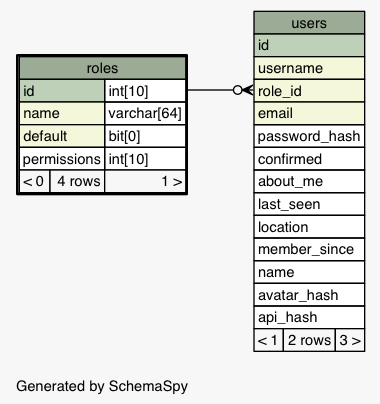 roles
id int[10]
name varchar[64]
default bit[0]
permissions int[10]
< 0 4 rows 1 >
users
id
username
role_id
email
password_hash
confirmed
about_me
last_seen
location
member_since
name
avatar_hash
api_hash
< 1 2 rows 3 >
Generated by SchemaSpy